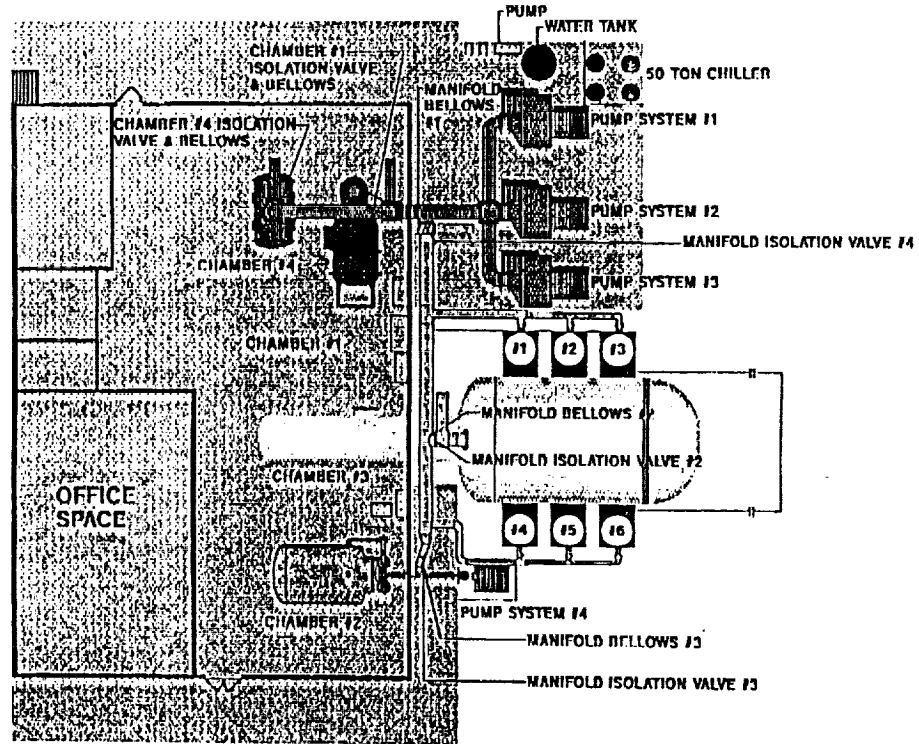 PUMP
WATER TANK
CHAMBER #1
ISOLATION VALVE
& BELLOWS
50 TON CHILLER
MANIFOLD
BELLOWS
#1
PUMP SYSTEM #1
CHAMBER #4 ISOLATION
VALVE & BELLOWS
PUMP SYSTEM #2
MANIFOLD ISOLATION VALVE #4
CHAMBER #4
PUMP SYSTEM #3
CHAMBER #1
#1
#2
#3
MANIFOLD BELLOWS #2
MANIFOLD ISOLATION VALVE #2
CHAMBER #3
OFFICE
SPACE
#4
#5
#6
PUMP SYSTEM #4
CHAMBER #2
MANIFOLD BELLOWS #3
MANIFOLD ISOLATION VALVE #3